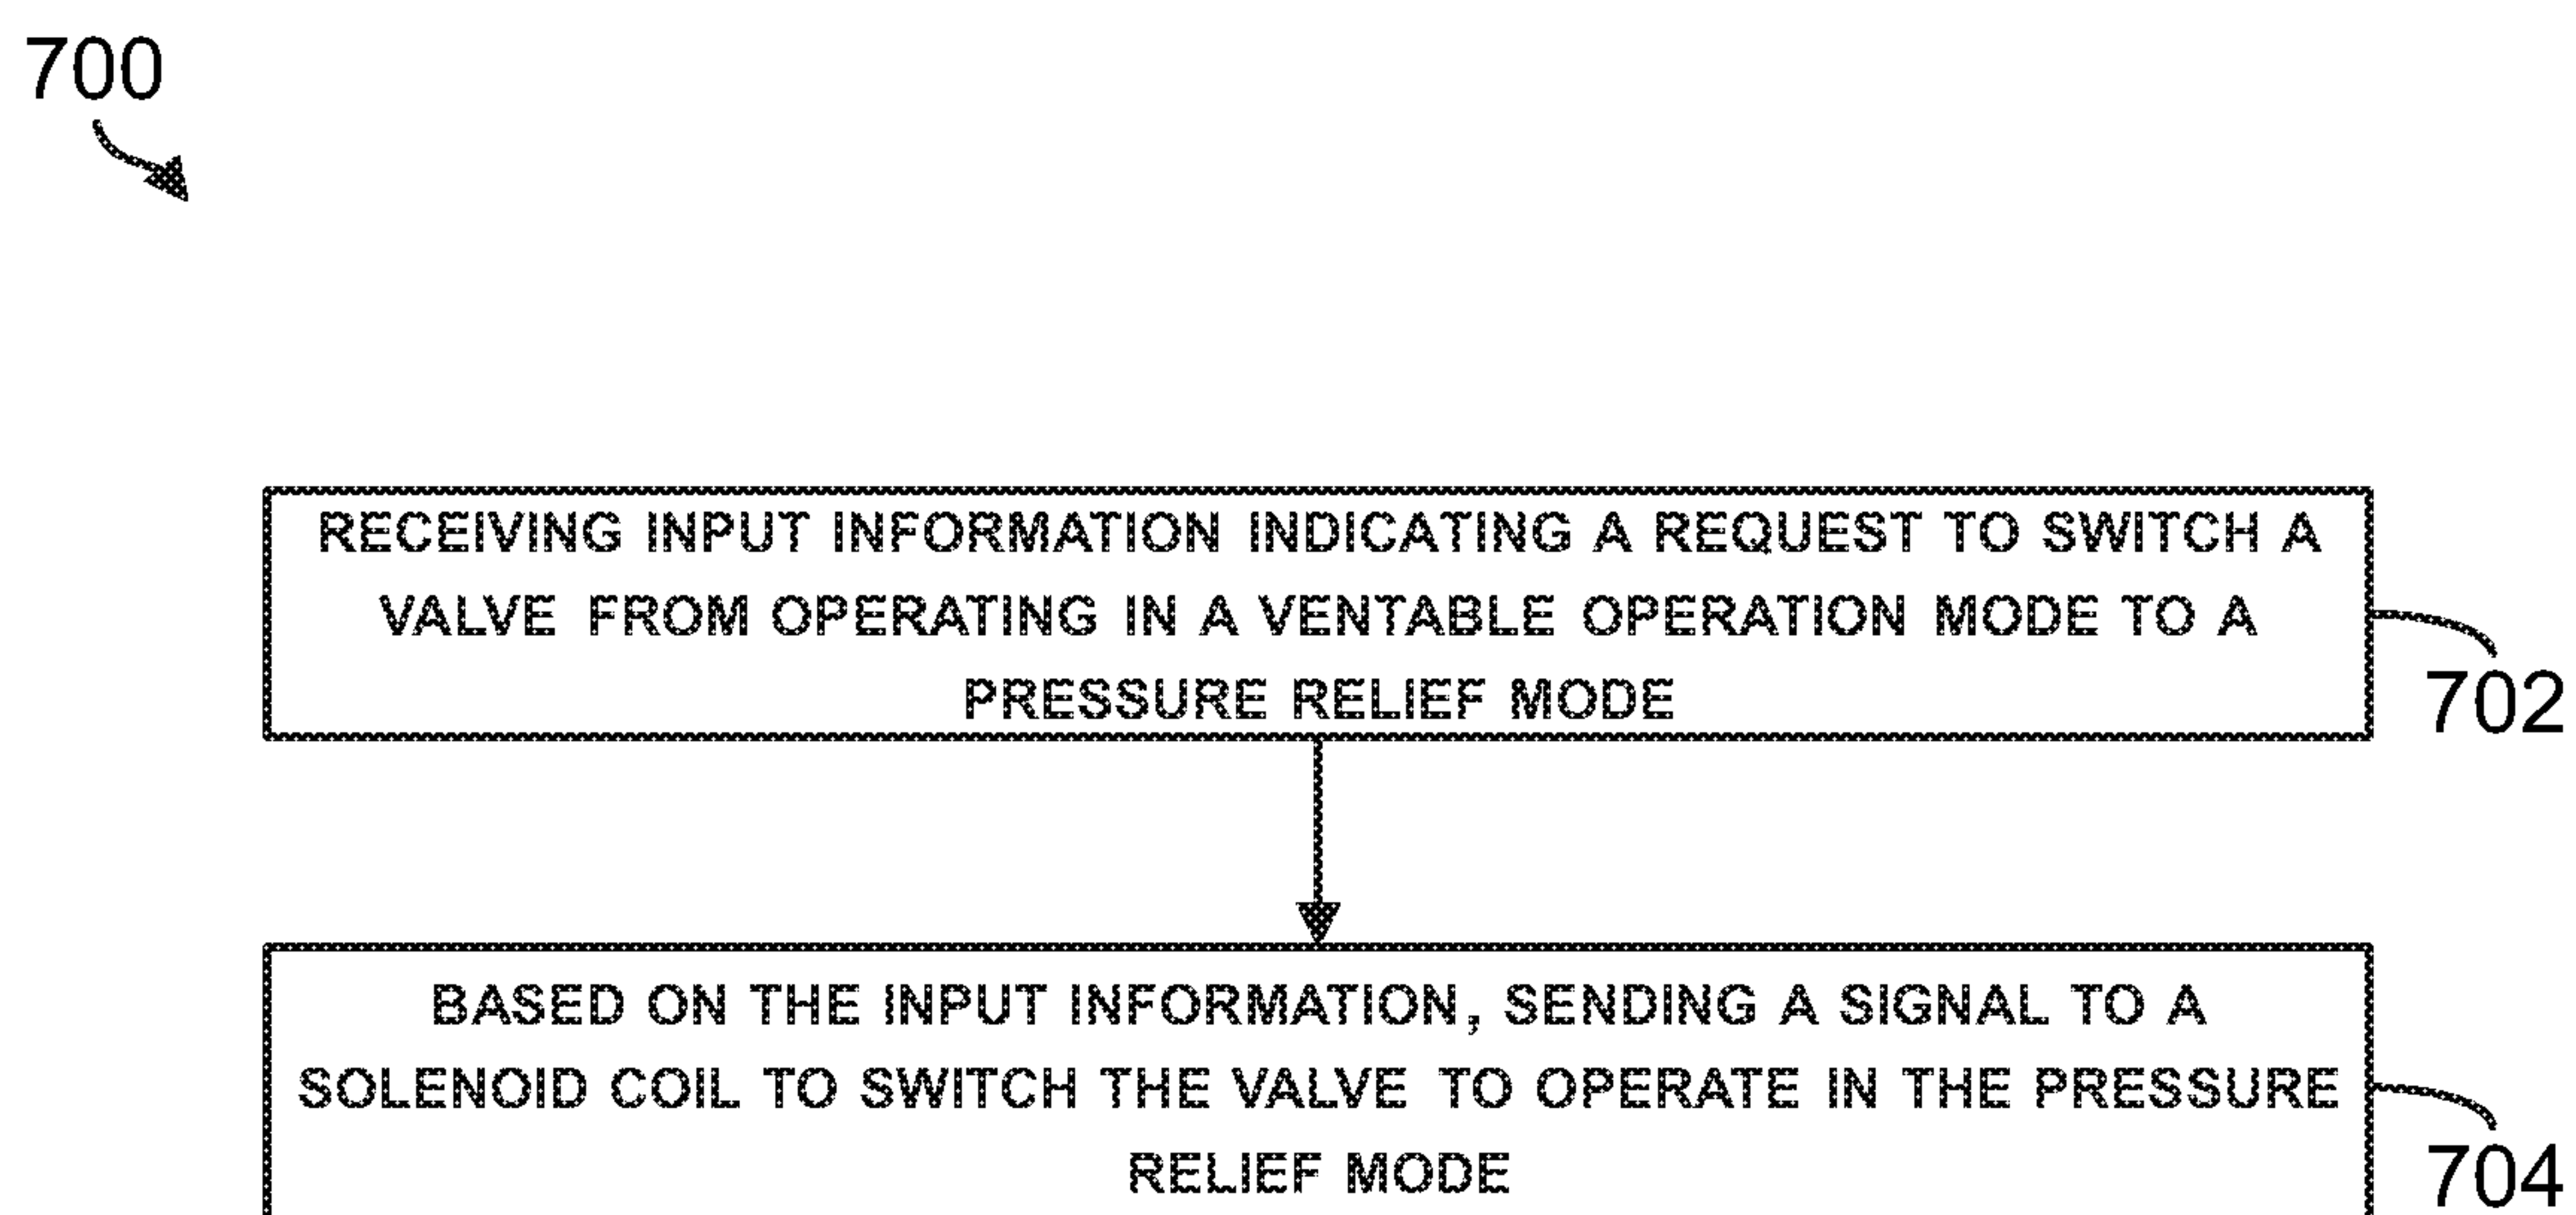 700
RECEIVING INPUT INFORMATION INDICATING A REQUEST TO SWITCH A
VALVE FROM OPERATING IN A VENTABLE OPERATION MODE TO A
PRESSURE RELIEF MODE
702
BASED ON THE INPUT INFORMATION, SENDING A SIGNAL TO A
SOLENOID COIL TO SWITCH THE VALVE TO OPERATE IN THE PRESSURE
RELIEF MODE
704